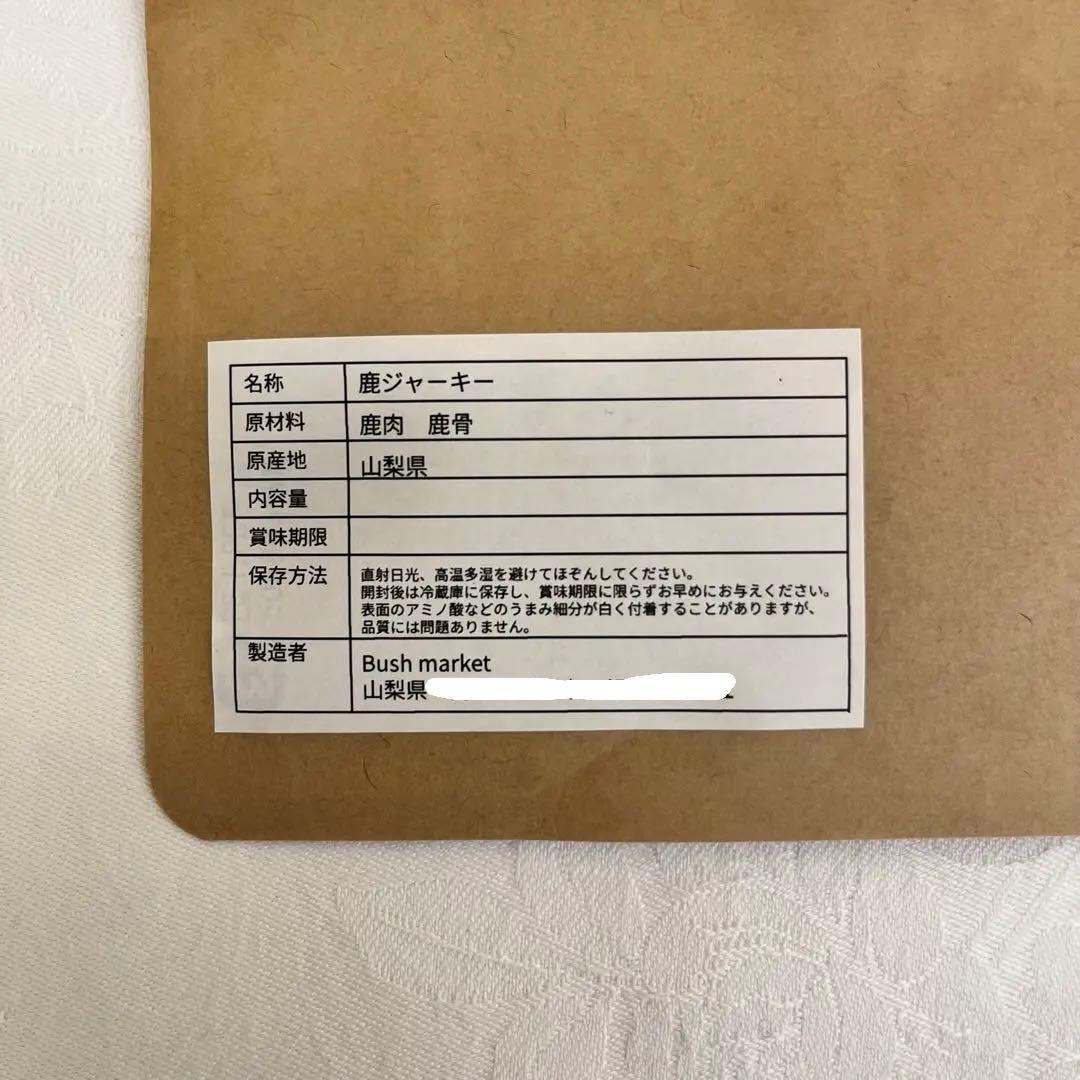 名称 鹿ジャーキー
原材料 鹿肉 鹿骨
原産地 山梨県
内容量
賞味期限
保存方法 直射日光、高温多湿を避けてほぞんしてください。
開封後は冷蔵庫に保存し、賞味期限に限らずお早めにお与えください。
表面のアミノ酸などのうまみ細分が白く付着することがありますが、
品質には問題ありません。
製造者 Bush market
山梨県